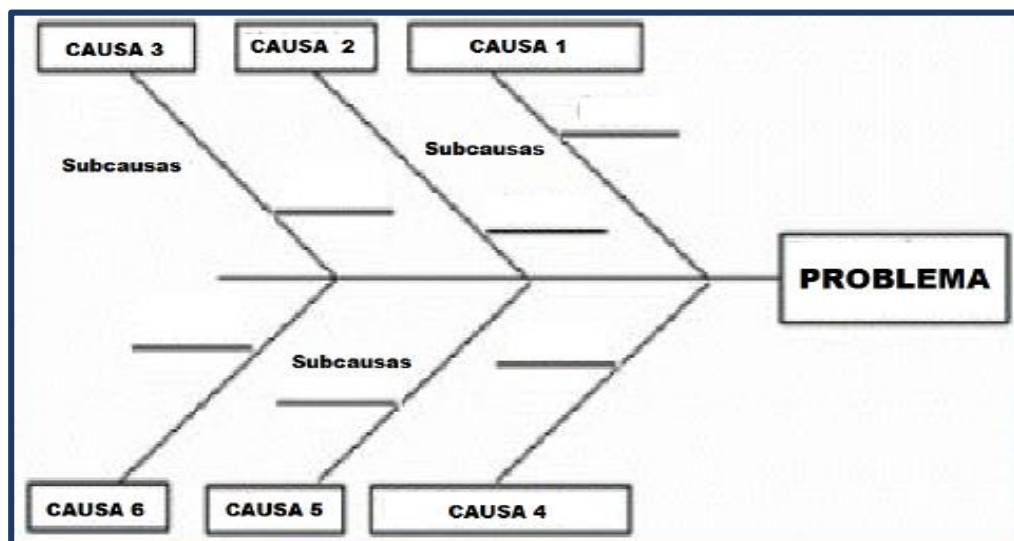 CAUSA 3
CAUSA 2
CAUSA 1
Subcausas
Subcausas
PROBLEMA
Subcausas
CAUSA 6
CAUSA 5
CAUSA 4